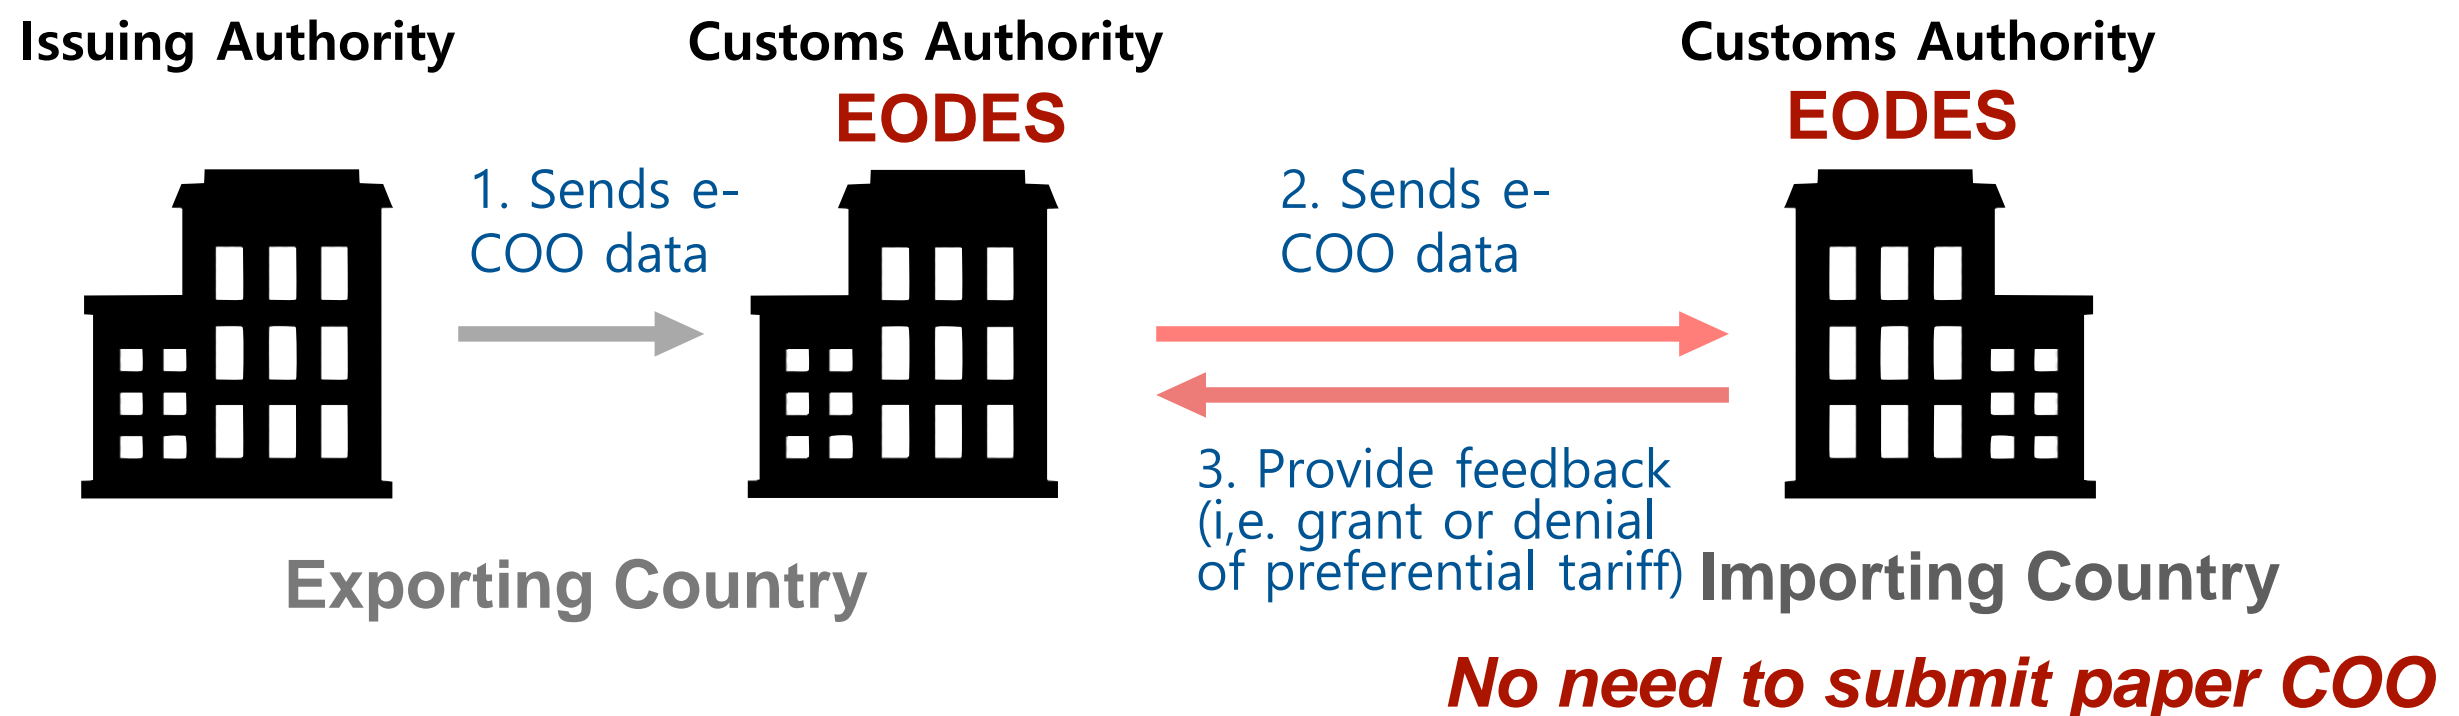 Issuing Authority
Customs Authority
EODES
Customs Authority
EODES
1. Sends e-
COO data
2. Sends e-
COO data
3. Provide feedback
(i,e. grant or denial
of preferential tariff)
Exporting Country
Importing Country
No need to submit paper COO